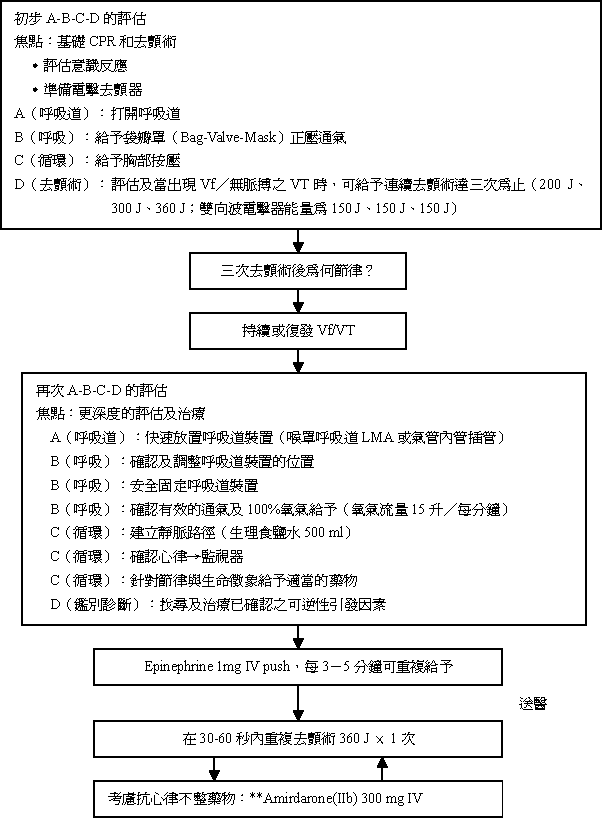 初步 A-B-C-D 的評估
焦點：基礎 CPR 和去顫術
•評估意識反應
•準備電擊去顫器
A（呼吸道）：打開呼吸道
B（呼吸）：給予袋瓣罩（Bag-Valve-Mask）正壓通氣
C（循環）：給予胸部按壓
D（去顫術）：評估及當出現 Vf／無脈搏之 VT 時，可給予連續去顫術達三次為止（200 J、
300 J、360 J；雙向波電擊器能量為 150 J、150 J、150 J）
三次去顫術後為何節律？
持續或復發 Vf/VT
再次 A-B-C-D 的評估
焦點：更深度的評估及治療
A（呼吸道）：快速放置呼吸道裝置（喉罩呼吸道 LMA 或氣管內管插管）
B（呼吸）：確認及調整呼吸道裝置的位置
B（呼吸）：安全固定呼吸道裝置
B（呼吸）：確認有效的通氣及 100%氧氣給予（氧氣流量 15 升／每分鐘）
C（循環）：建立靜脈路徑（生理食鹽水 500 ml）
C（循環）：確認心律→監視器
C（循環）：針對節律與生命徵象給予適當的藥物
D（鑑別診斷）：找尋及治療已確認之可逆性引發因素
Epinephrine 1mg IV push，每 3－5 分鐘可重複給予
送醫
在 30-60 秒內重複去顫術 360 J x 1 次
考慮抗心律不整藥物：**Amirdarone(IIb) 300 mg IV